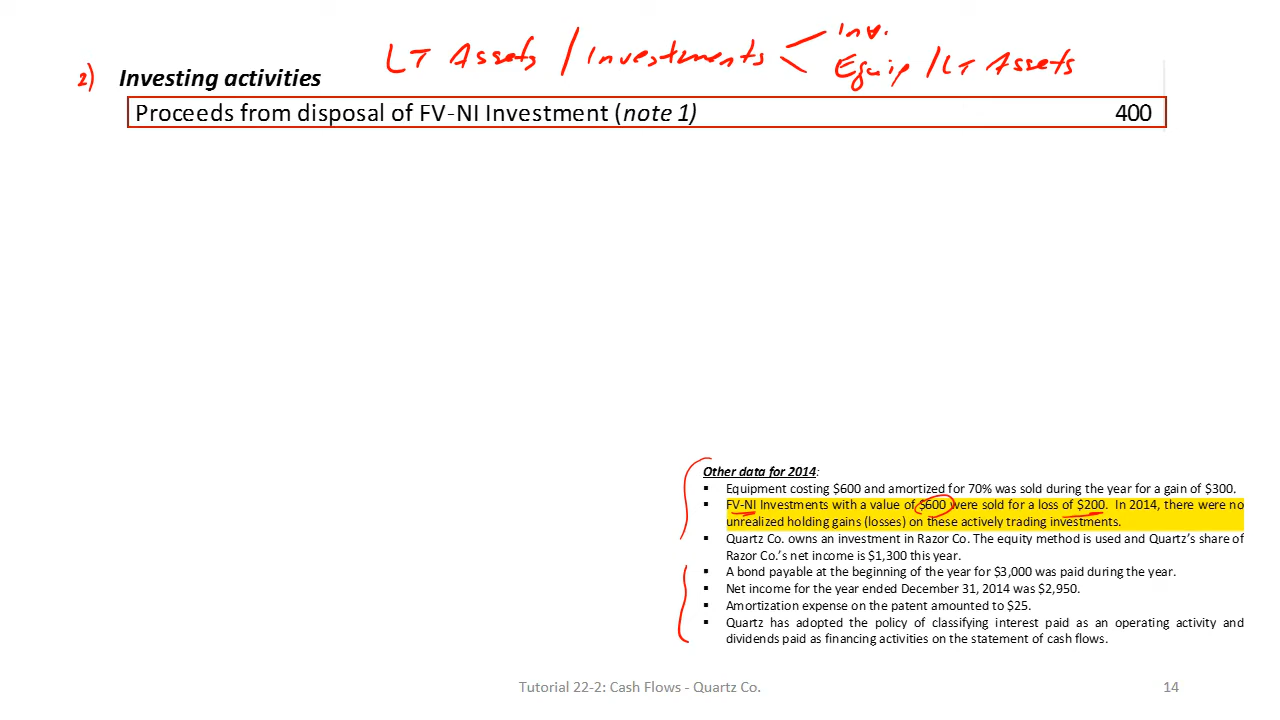 LT Assets / Investments < Inv.
Equip / LT Assets
2) Investing activities
Proceeds from disposal of FV-NI Investment (note 1) 400
Other data for 2014:
▪ Equipment costing $600 and amortized for 70% was sold during the year for a gain of $300.
▪ FV-NI Investments with a value of $600 were sold for a loss of $200. In 2014, there were no
unrealized holding gains (losses) on these actively trading investments.
▪ Quartz Co. owns an investment in Razor Co. The equity method is used and Quartz's share of
Razor Co.'s net income is $1,300 this year.
▪ A bond payable at the beginning of the year for $3,000 was paid during the year.
▪ Net income for the year ended December 31, 2014 was $2,950.
▪ Amortization expense on the patent amounted to $25.
▪ Quartz has adopted the policy of classifying interest paid as an operating activity and
dividends paid as financing activities on the statement of cash flows.
Tutorial 22-2: Cash Flows - Quartz Co. 14